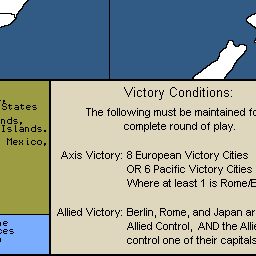 States
Islands.
Mexico,
Victory Conditions:
The following must be maintained fo
complete round of play.
Axis Victory: 8 European Victory Cities
OR 6 Pacific Victory Cities
Where at least 1 is Rome/E
Allied Victory: Berlin, Rome, and Japan ar
Allied Control, AND the Allie
control one of their capitals